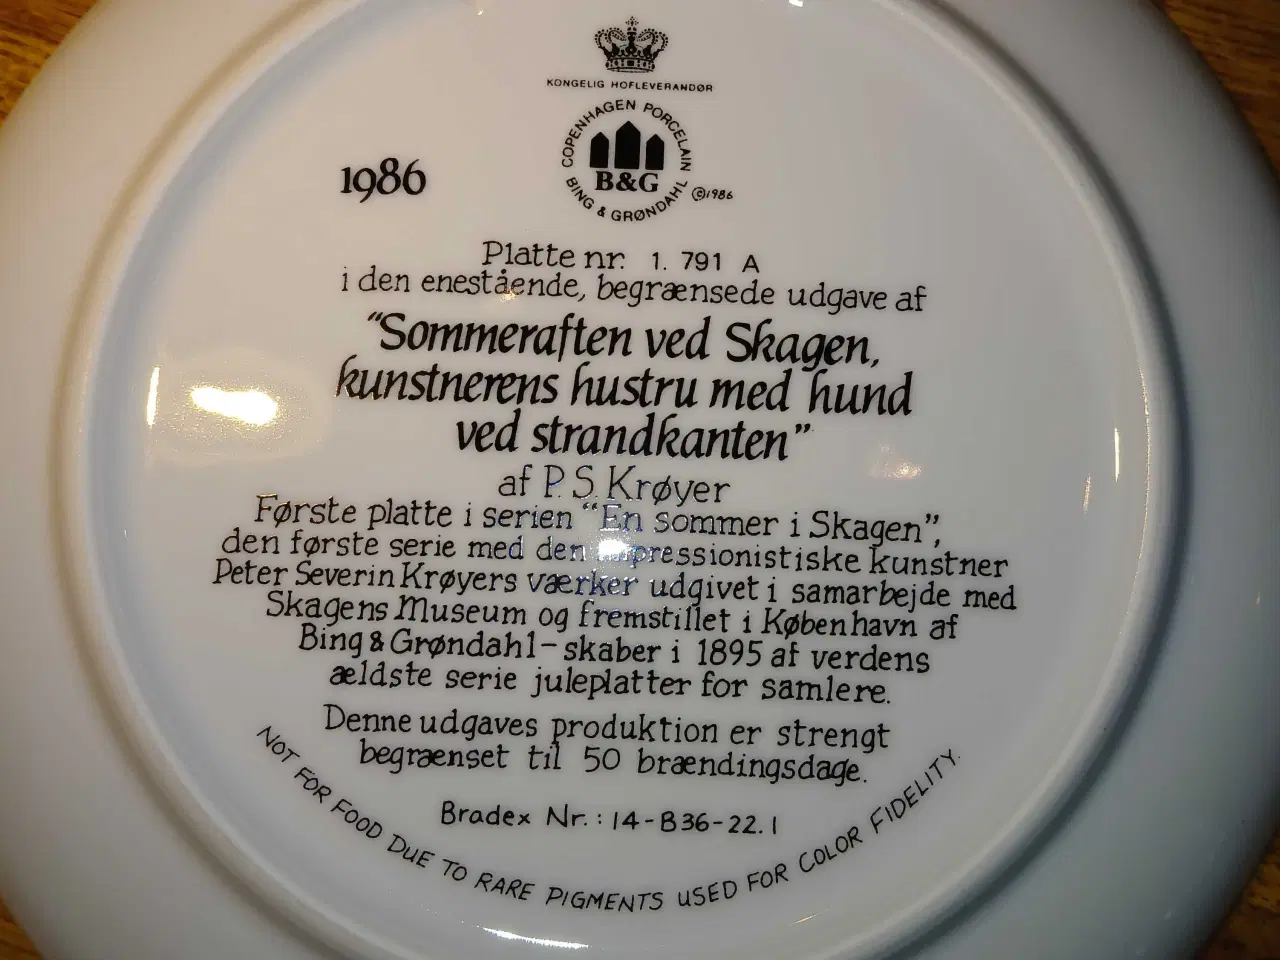 KONGELIG HOFLEVERANDØR
COPENHAGEN PORCELAIN
B&G
BING & GRØNDAHL
©1986
1986
Platte nr. 1. 791 A
i den enestående, begrænsede udgave af
"Sommeraften ved Skagen,
kunstnerens hustru med hund
ved strandkanten"
af P. S. Krøyer
Første platte i serien "En sommer i Skagen",
den første serie med den impressionistiske kunstner
Peter Severin Krøyers værker udgivet i samarbejde med
Skagens Museum og fremstillet i København af
Bing & Grøndahl - skaber i 1895 af verdens
ældste serie juleplatter for samlere.
Denne udgaves produktion er strengt
begrænset til 50 brændingsdage.
Bradex Nr.: 14-B36-22.1
NOT FOR FOOD DUE TO RARE PIGMENTS USED FOR COLOR FIDELITY.